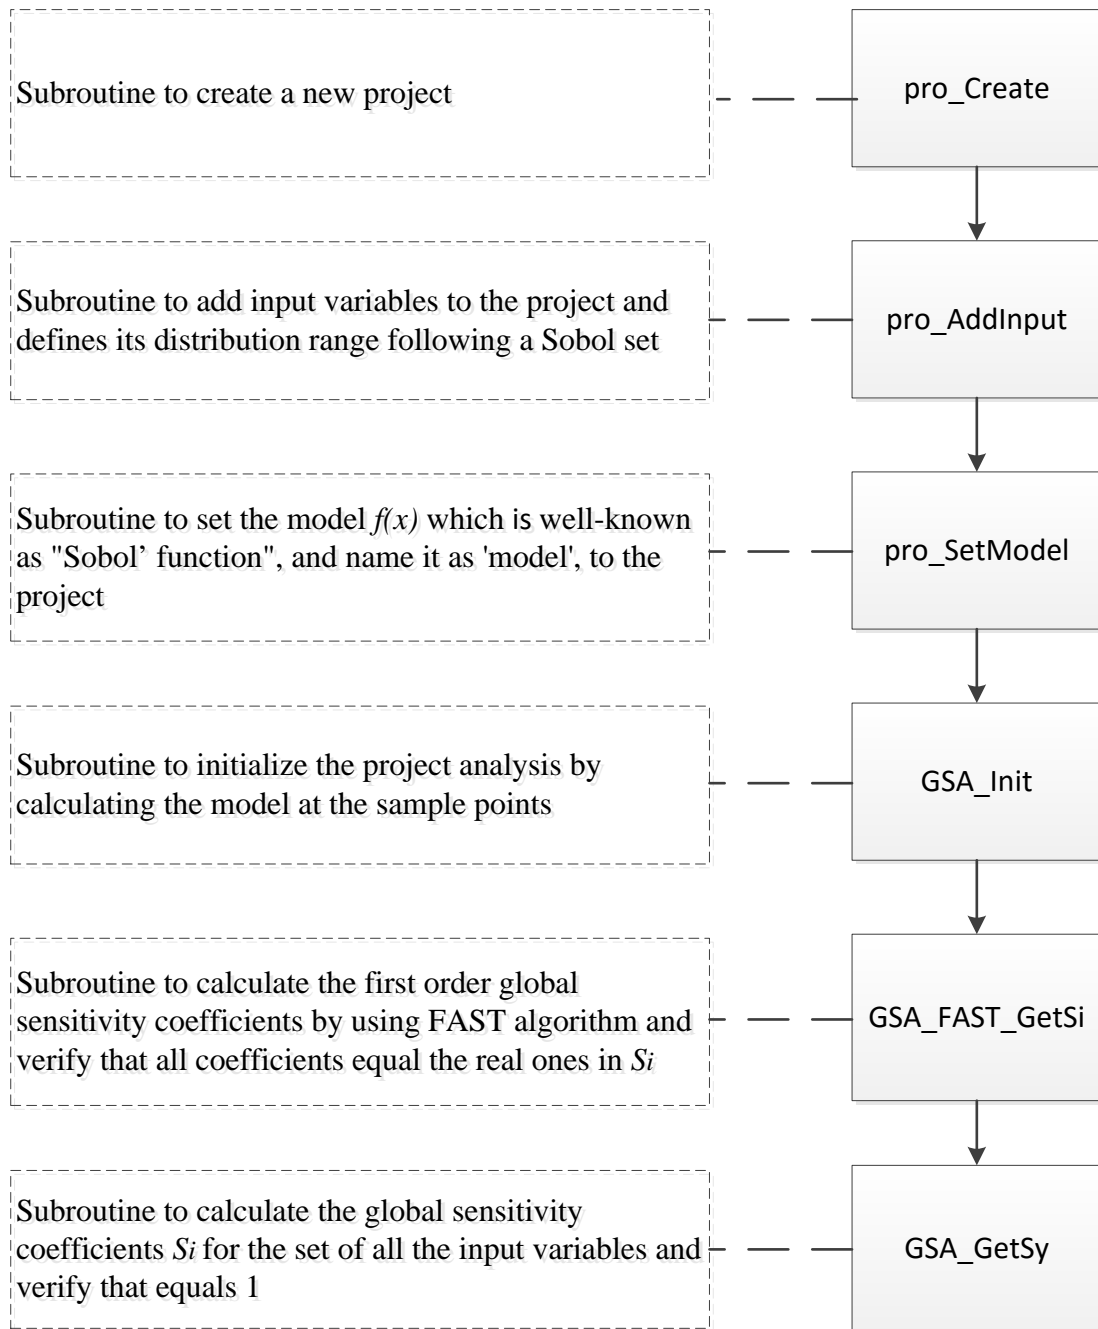 Subroutine to create a new project
pro_Create
Subroutine to add input variables to the project and
defines its distribution range following a Sobol set
pro_AddInput
Subroutine to set the model f(x) which is well-known
as "Sobol’ function", and name it as 'model', to the
project
pro_SetModel
Subroutine to initialize the project analysis by
calculating the model at the sample points
GSA_Init
Subroutine to calculate the first order global
sensitivity coefficients by using FAST algorithm and
verify that all coefficients equal the real ones in Si
GSA_FAST_GetSi
Subroutine to calculate the global sensitivity
coefficients Si for the set of all the input variables and
verify that equals 1
GSA_GetSy